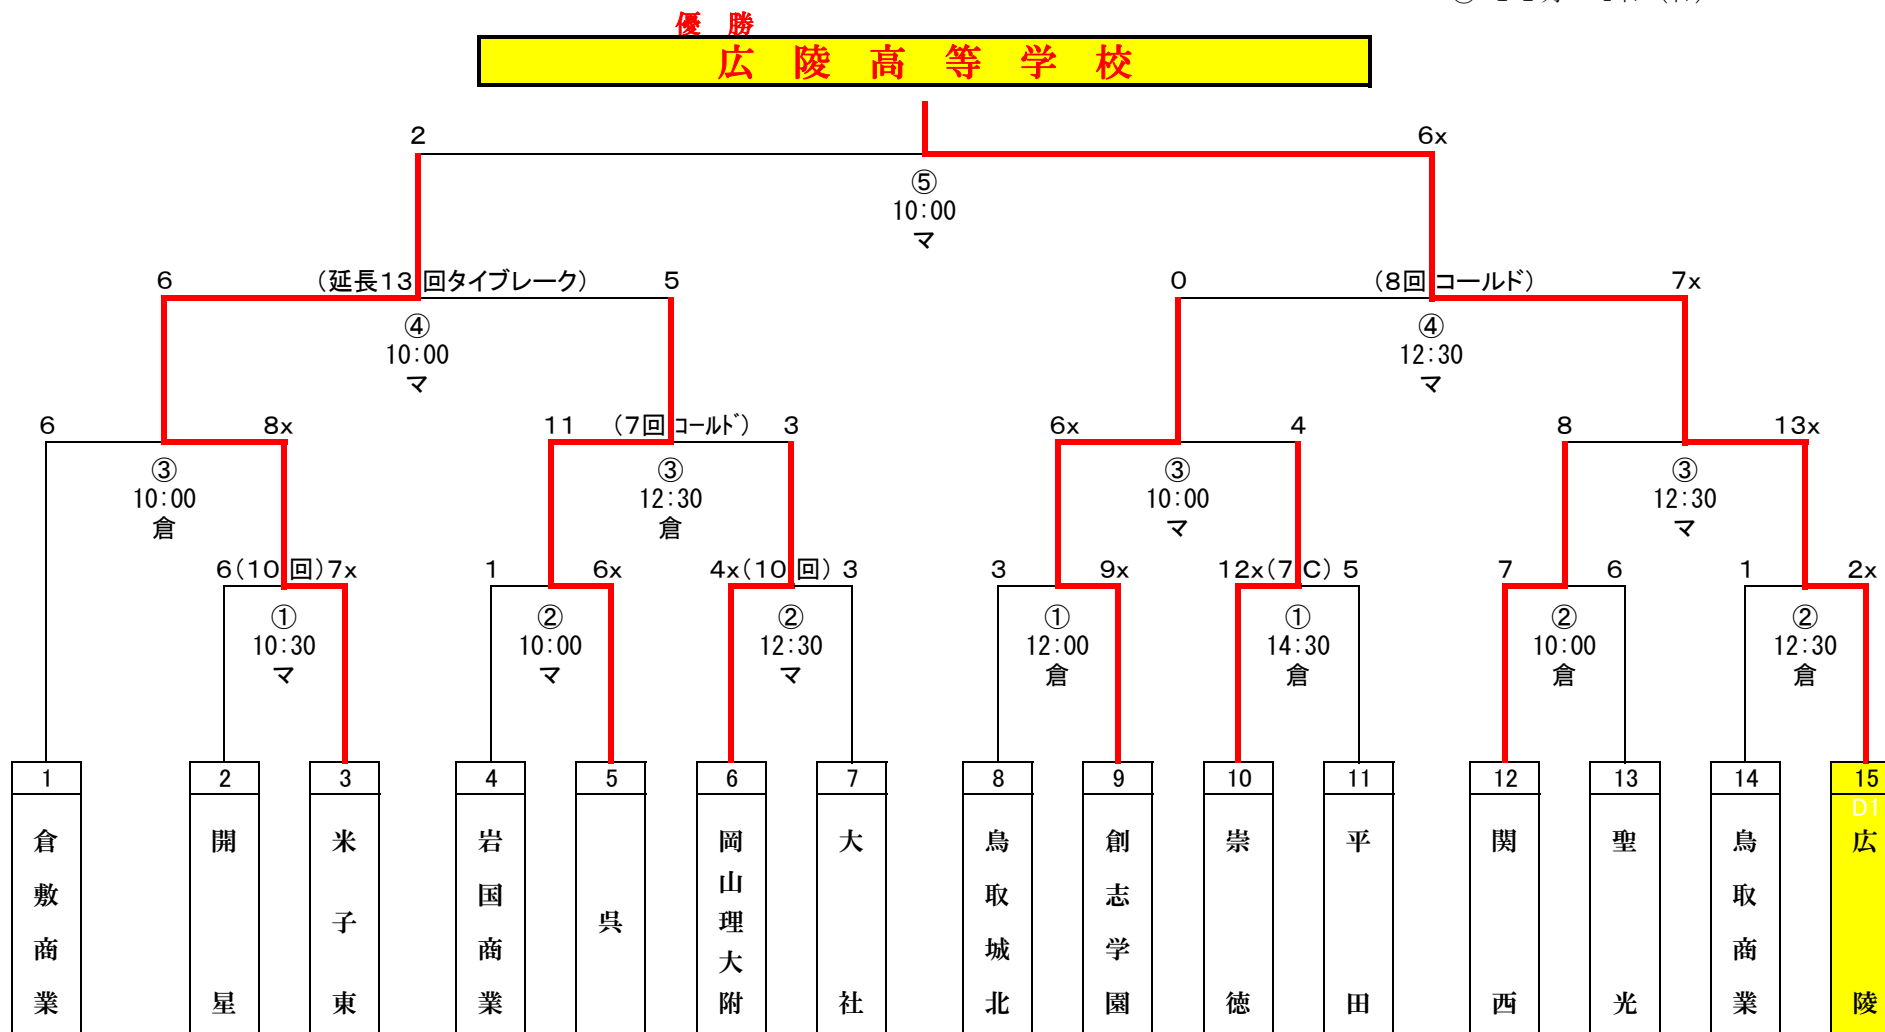 優勝
広陵高等学校
2 6x
⑤
10:00
マ
6 (延長13回タイブレーク) 5 0 (8回コールド) 7x
④ ④
10:00 12:30
マ マ
6 8x 11 (7回コールド) 3 6x 4 8 13x
③ ③ ③ ③
10:00 12:30 10:00 12:30
倉 倉 マ マ
6(10回)7x 1 6x 4x(10回)3 3 9x 12x(7C)5 7 6 1 2x
① ② ② ① ① ② ②
10:30 10:00 12:30 12:00 14:30 10:00 12:30
マ マ マ 倉 倉 倉 倉
1 2 3 4 5 6 7 8 9 10 11 12 13 14 15
D1
倉敷商業
開星
米子東
岩国商業
呉
岡山理大附
大社
鳥取城北
創志学園
崇徳
平田
関西
聖光
鳥取商業
広陵